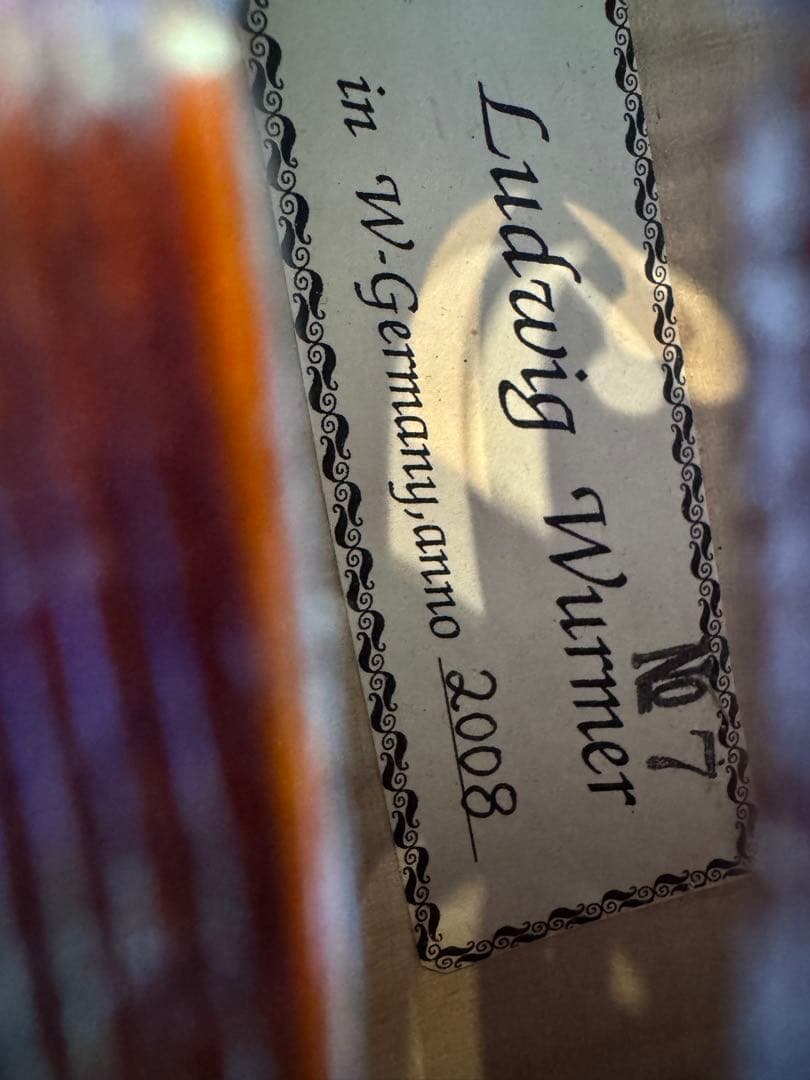 Ludwig Wurmer
in W-Germany, anno 2008
№ 7